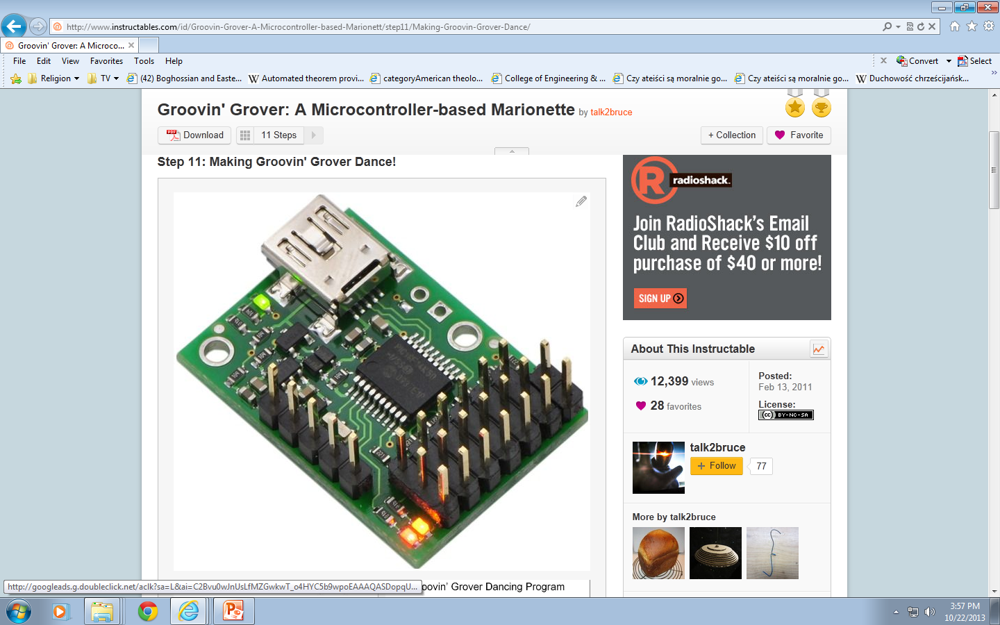 http://www.instructables.com/id/Groovin-Grover-A-Microcontroller-based-Marionett/step11/Making-Groovin-Grover-Dance/
Groovin' Grover: A Microco...
File Edit View Favorites Tools Help
Convert
Select
Religion
TV
(42) Boghossian and Easte...
Automated theorem provi...
categoryAmerican theolo...
College of Engineering & ...
Czy ateiści są moralnie go...
Czy ateiści są moralnie go...
Duchowość chrześcijańsk...
Groovin' Grover: A Microcontroller-based Marionette by talk2bruce
PDF Download
11 Steps
+ Collection
Favorite
Step 11: Making Groovin' Grover Dance!
R radioshack.
Join RadioShack's Email
Club and Receive $10 off
purchase of $40 or more!
SIGN UP
About This Instructable
12,399 views
28 favorites
Posted:
Feb 13, 2011
License:
(cc) BY-NC-SA
talk2bruce
+ Follow
77
More by talk2bruce
oovin' Grover Dancing Program
http://googleads.g.doubleclick.net/aclk?sa=L&ai=C2Bvu0wJnUsLfMZGwkwT_o4HYC5b9wpoEAAAQASDopqU...
3:57 PM
10/22/2013